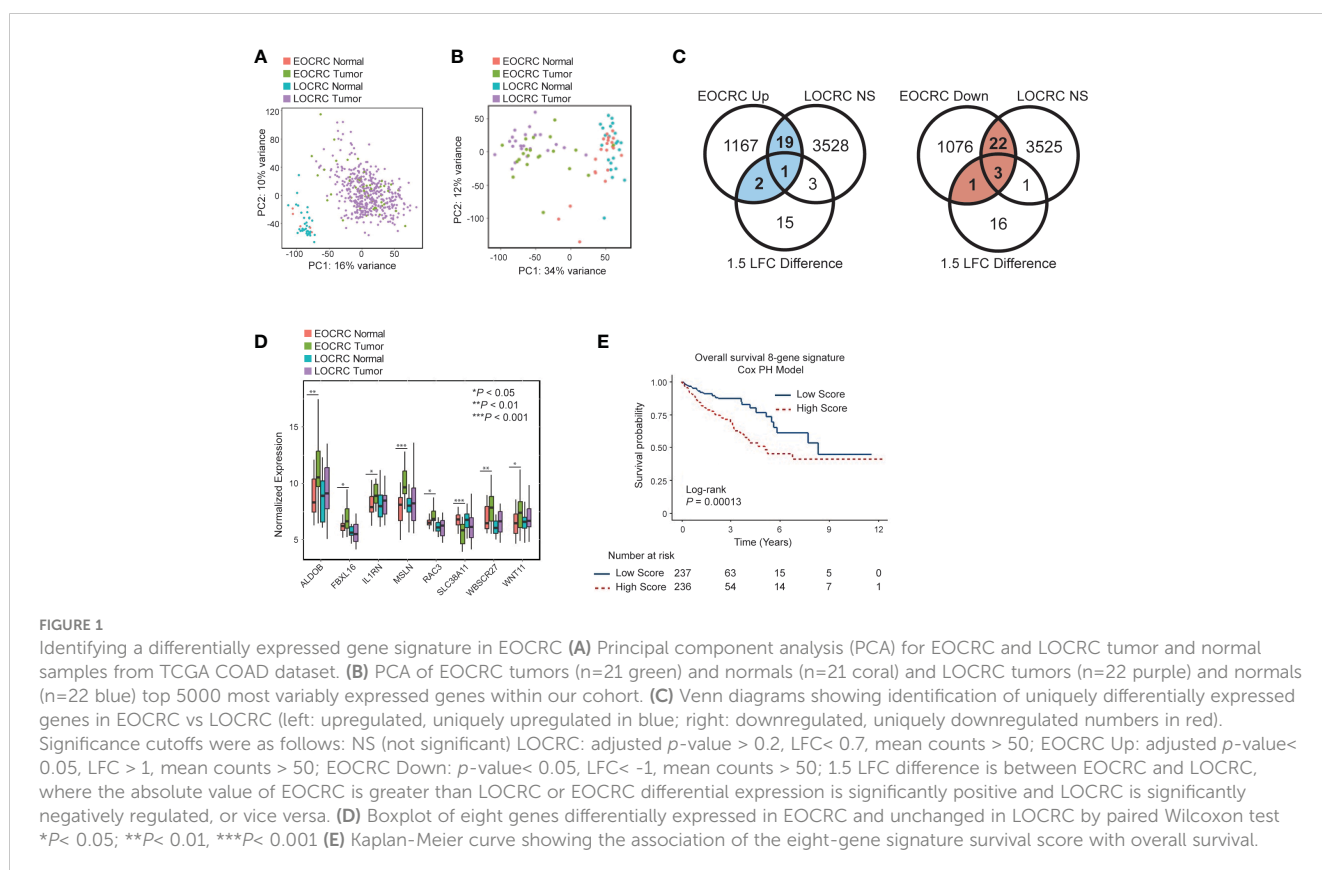 A
EOCRC Normal
EOCRC Tumor
LOCRC Normal
LOCRC Tumor
120
80
40
0
-40
PC2: 10% variance
-100
-50
0
50
PC1: 16% variance
B
EOCRC Normal
EOCRC Tumor
LOCRC Normal
LOCRC Tumor
50
0
-50
-100
PC2: 12% variance
-100
-50
0
50
PC1: 34% variance
C
EOCRC Up
LOCRC NS
1167
19
3528
2
1
3
15
1.5 LFC Difference
EOCRC Down
LOCRC NS
1076
22
3525
1
3
1
16
1.5 LFC Difference
D
EOCRC Normal
EOCRC Tumor
LOCRC Normal
LOCRC Tumor
*P < 0.05
**P < 0.01
***P < 0.001
**
*
*
***
*
***
**
*
15
10
5
Normalized Expression
ALDOB
FBXL16
IL1RN
MSLN
RAC3
SLC38A11
WBSCR27
WNT11
E
Overall survival 8-gene signature
Cox PH Model
Low Score
High Score
1.00
0.75
0.50
0.25
0
Survival probability
Log-rank
P = 0.00013
0 3 6 9 12
Time (Years)
Number at risk
Low Score 237 63 15 5 0
High Score 236 54 14 7 1
FIGURE 1
Identifying a differentially expressed gene signature in EOCRC (A) Principal component analysis (PCA) for EOCRC and LOCRC tumor and normal
samples from TCGA COAD dataset. (B) PCA of EOCRC tumors (n=21 green) and normals (n=21 coral) and LOCRC tumors (n=22 purple) and normals
(n=22 blue) top 5000 most variably expressed genes within our cohort. (C) Venn diagrams showing identification of uniquely differentially expressed
genes in EOCRC vs LOCRC (left: upregulated, uniquely upregulated in blue; right: downregulated, uniquely downregulated numbers in red).
Significance cutoffs were as follows: NS (not significant) LOCRC: adjusted p-value > 0.2, LFC< 0.7, mean counts > 50; EOCRC Up: adjusted p-value<
0.05, LFC > 1, mean counts > 50; EOCRC Down: p-value< 0.05, LFC< -1, mean counts > 50; 1.5 LFC difference is between EOCRC and LOCRC,
where the absolute value of EOCRC is greater than LOCRC or EOCRC differential expression is significantly positive and LOCRC is significantly
negatively regulated, or vice versa. (D) Boxplot of eight genes differentially expressed in EOCRC and unchanged in LOCRC by paired Wilcoxon test
*P< 0.05; **P< 0.01, ***P< 0.001 (E) Kaplan-Meier curve showing the association of the eight-gene signature survival score with overall survival.